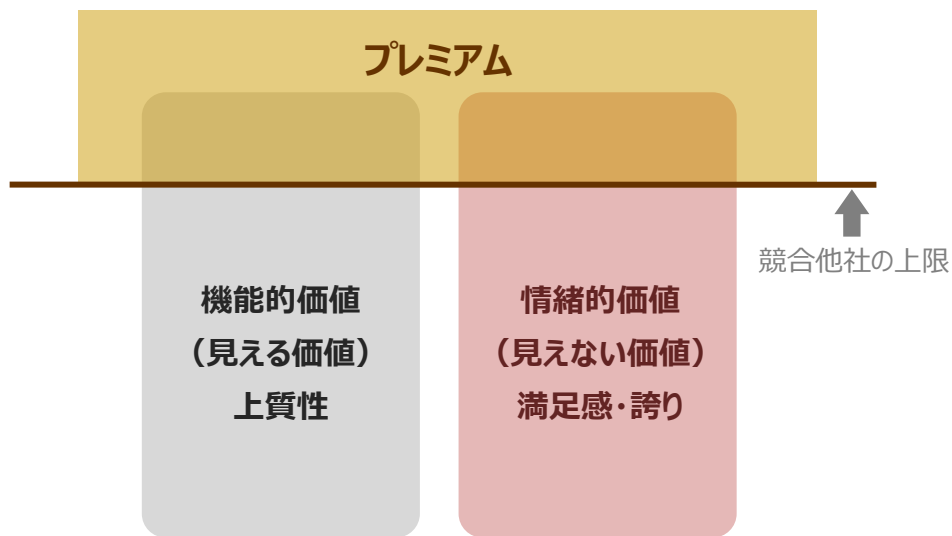 プレミアム
競合他社の上限
機能的価値
（見える価値）
上質性
情緒的価値
（見えない価値）
満足感・誇り